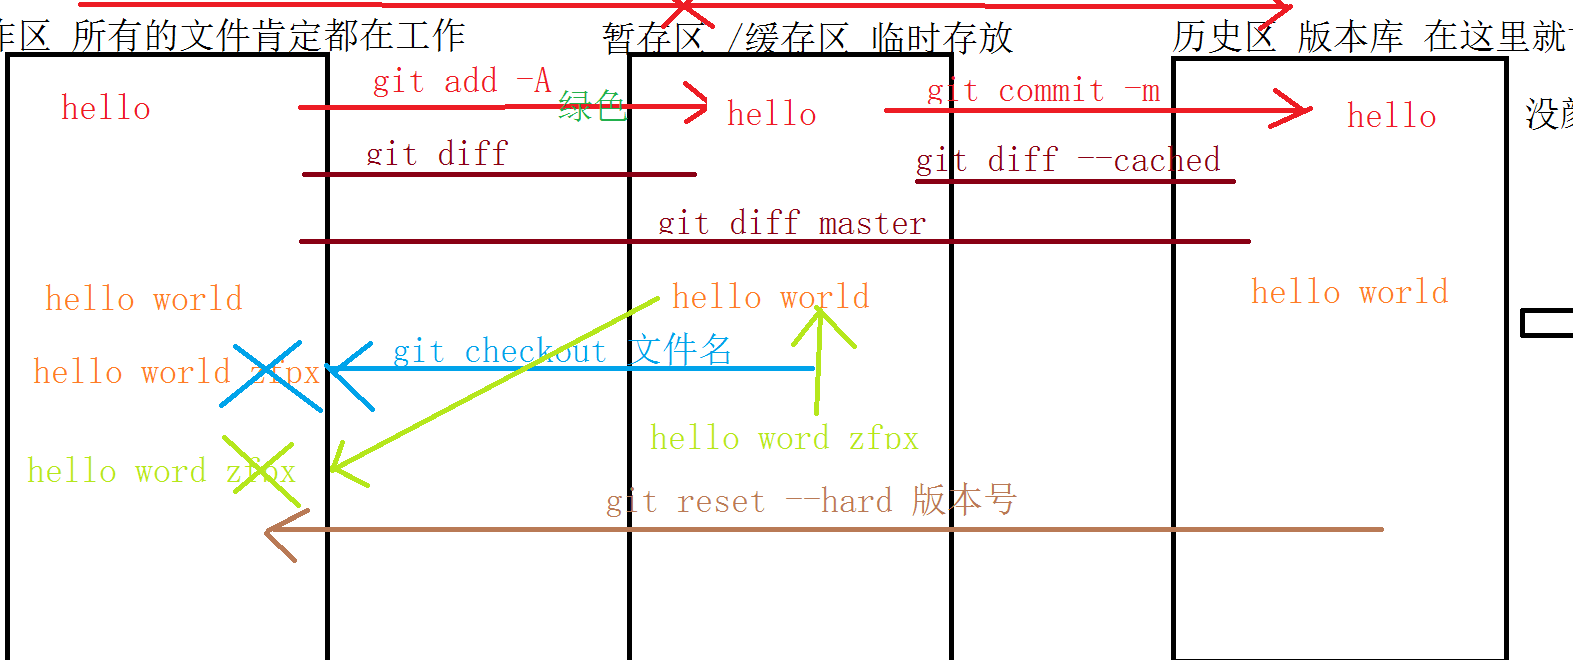 作区 所有的文件肯定都在工作
暂存区 /缓存区 临时存放
历史区 版本库 在这里就
git add -A
绿色
git commit -m
hello
hello
hello
没
git diff
git diff --cached
git diff master
hello world
hello world
hello world
git checkout 文件名
hello world zfpx
hello word zfpx
hello word zfpx
git reset --hard 版本号